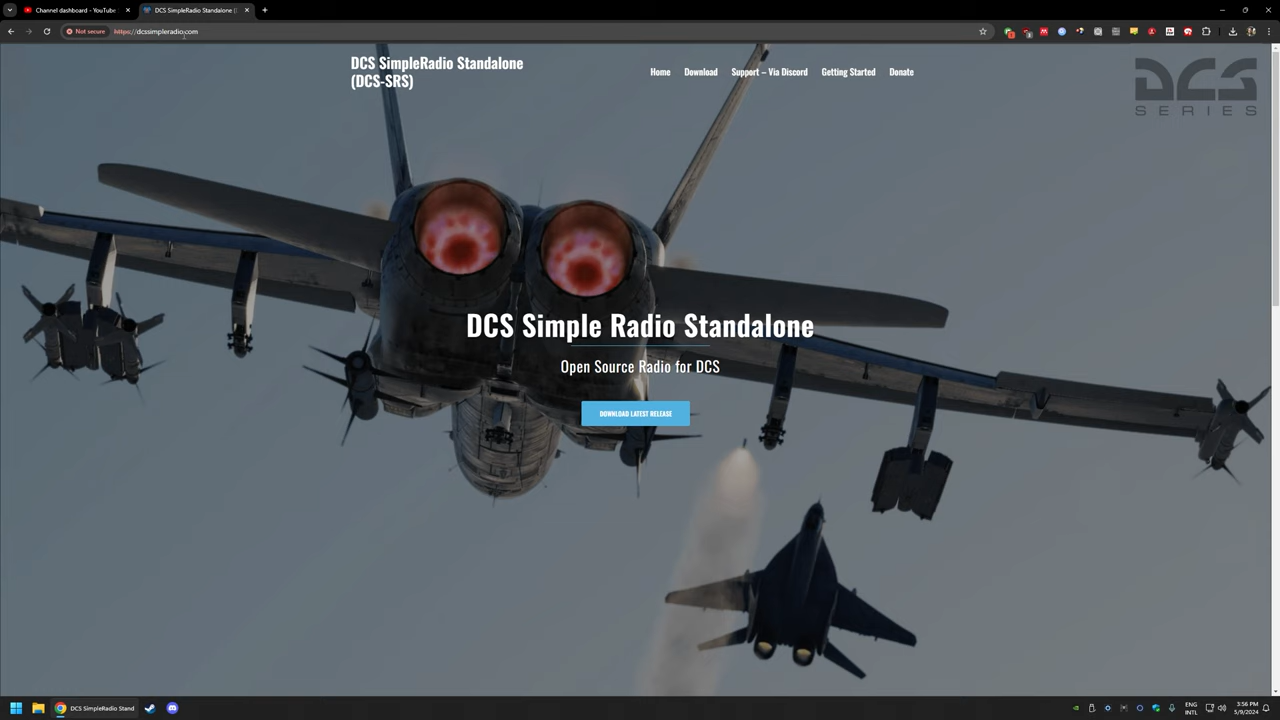 Channel dashboard - YouTube
DCS SimpleRadio Standalone (
Not secure
https://dcssimpleradio.com
DCS SimpleRadio Standalone
(DCS-SRS)
Home
Download
Support – Via Discord
Getting Started
Donate
DCS
SERIES
DCS Simple Radio Standalone
Open Source Radio for DCS
DOWNLOAD LATEST RELEASE
DCS SimpleRadio Stand
ENG
INTL
3:56 PM
5/9/2024